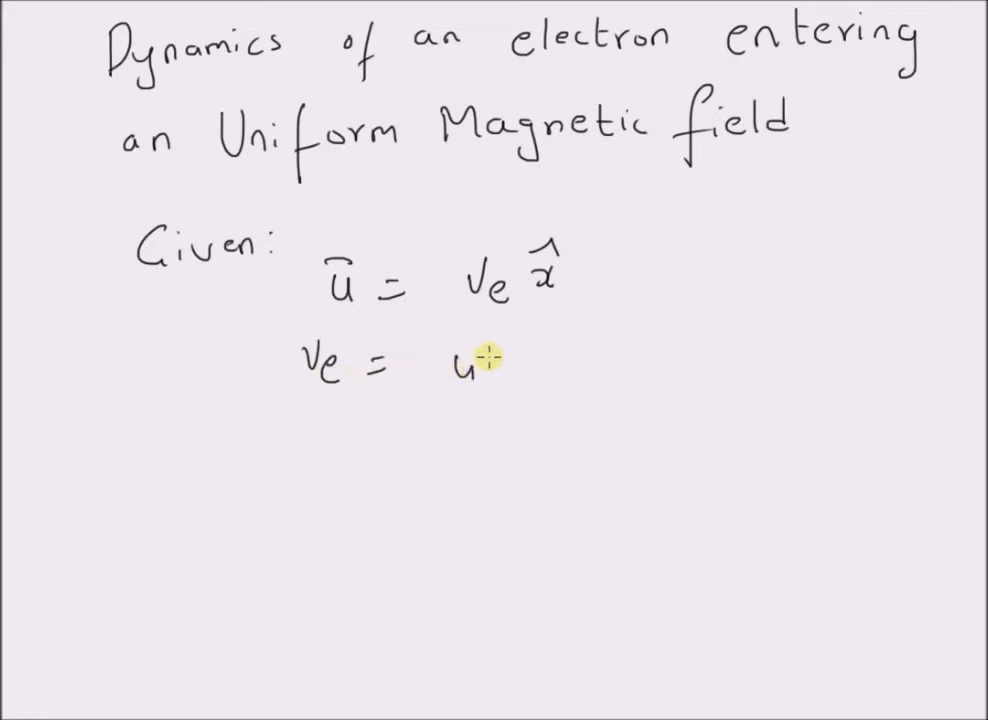 Dynamics of an electron entering
an Uniform Magnetic field
Given:
u̅ = ve x̂
ve = u